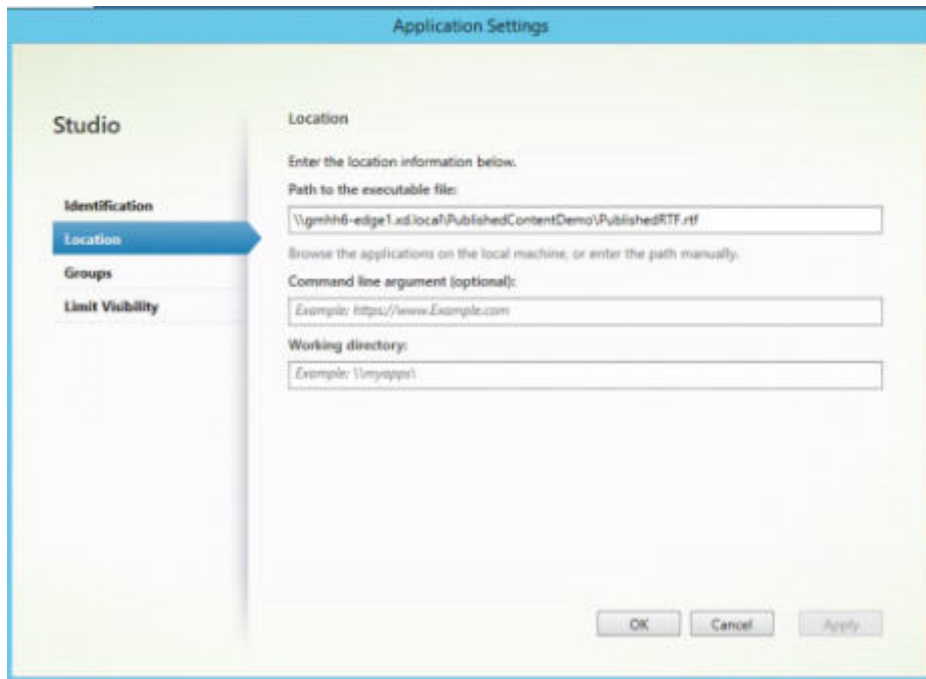 Application Settings
Studio
Identification
Location
Groups
Limit Visibility
Location
Enter the location information below.
Path to the executable file:
\\gmhh6-edge1.xd.local\PublishedContentDemo\PublishedRTF.rtf
Browse the applications on the local machine, or enter the path manually.
Command line argument (optional):
Example: https://www.Example.com
Working directory:
Example: \\myapps\
OK
Cancel
Apply